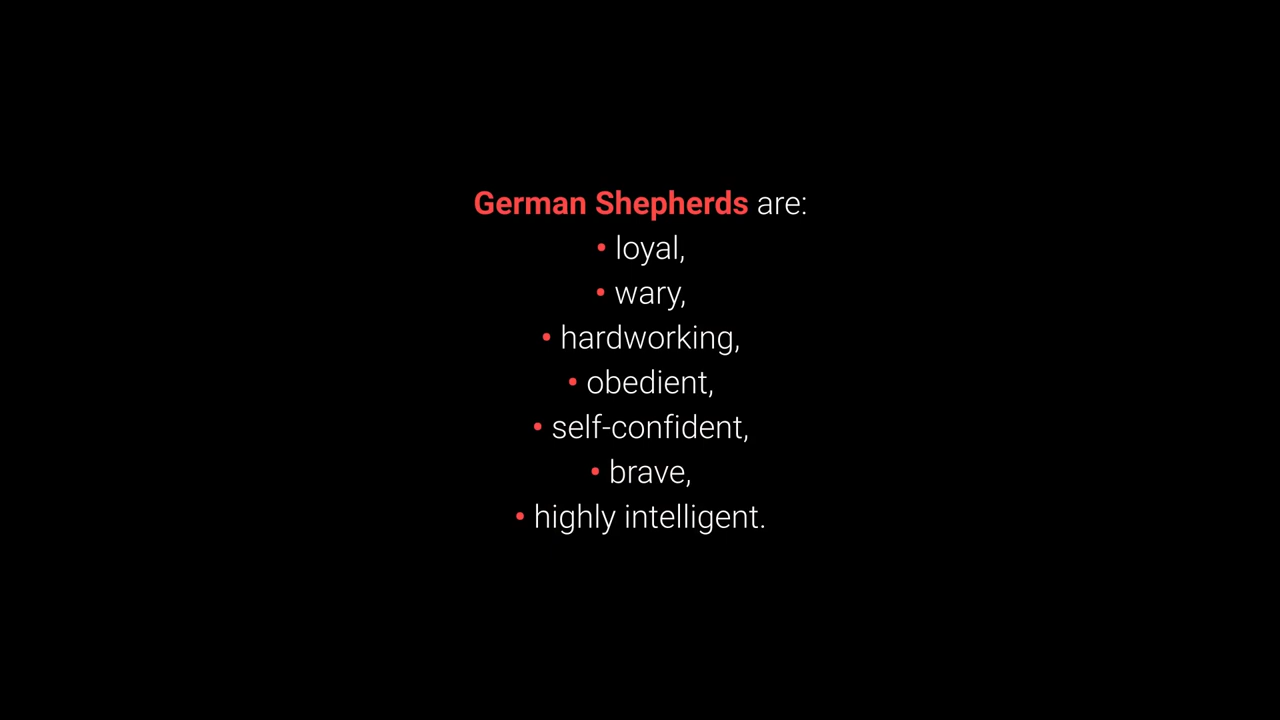 German Shepherds are:
• loyal,
• wary,
• hardworking,
• obedient,
• self-confident,
• brave,
• highly intelligent.